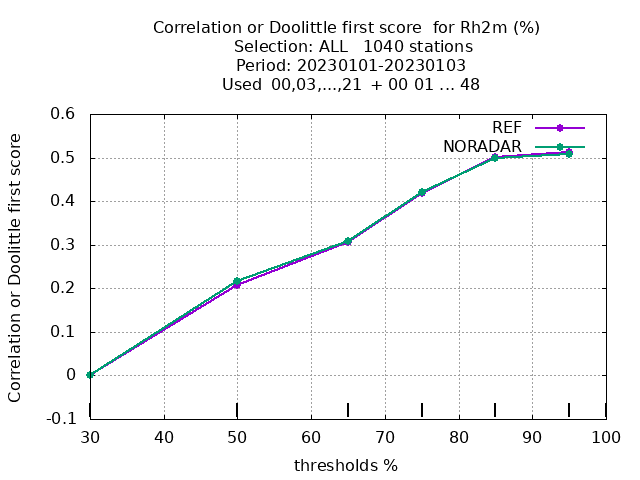 Correlation or Doolittle first score  for Rh2m (%)
Selection: ALL   1040 stations
Period: 20230101-20230103
Used  00,03,...,21  + 00 01 ... 48
Correlation or Doolittle first score
0.6
0.5
0.4
0.3
0.2
0.1
0
-0.1
REF
NORADAR
30 40 50 60 70 80 90 100
thresholds %